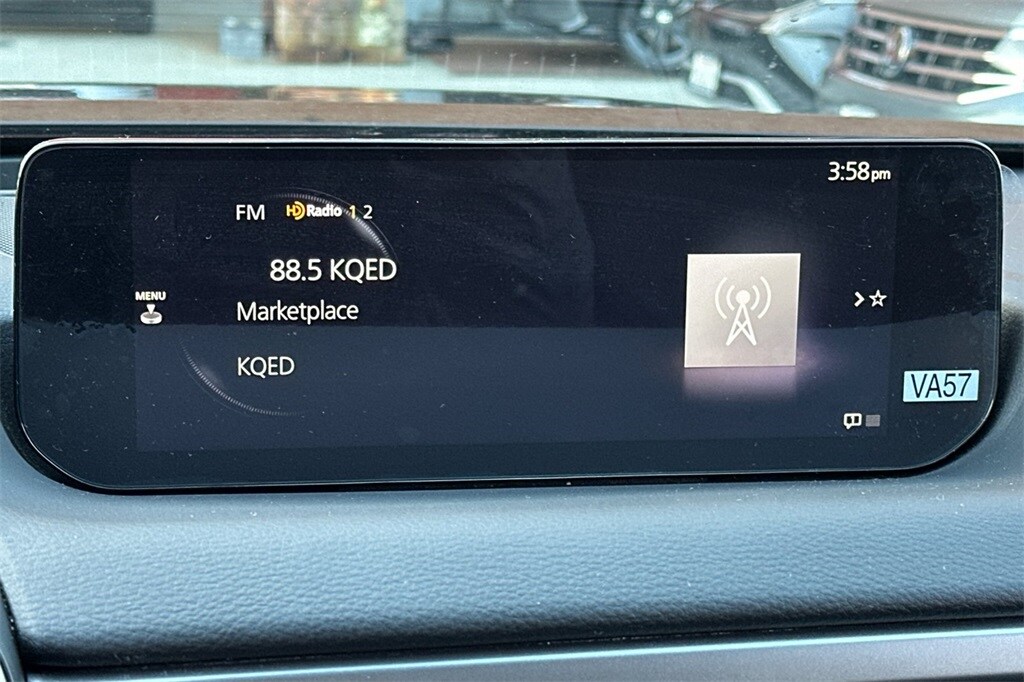 3:58pm
FM HD Radio 1 2
88.5 KQED
MENU
Marketplace
KQED
VA57